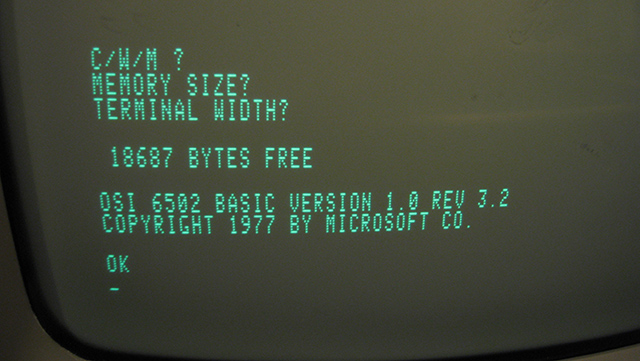 C/W/M ?
MEMORY SIZE?
TERMINAL WIDTH?
18687 BYTES FREE
OSI 6502 BASIC VERSION 1.0 REV 3.2
COPYRIGHT 1977 BY MICROSOFT CO.
OK
_